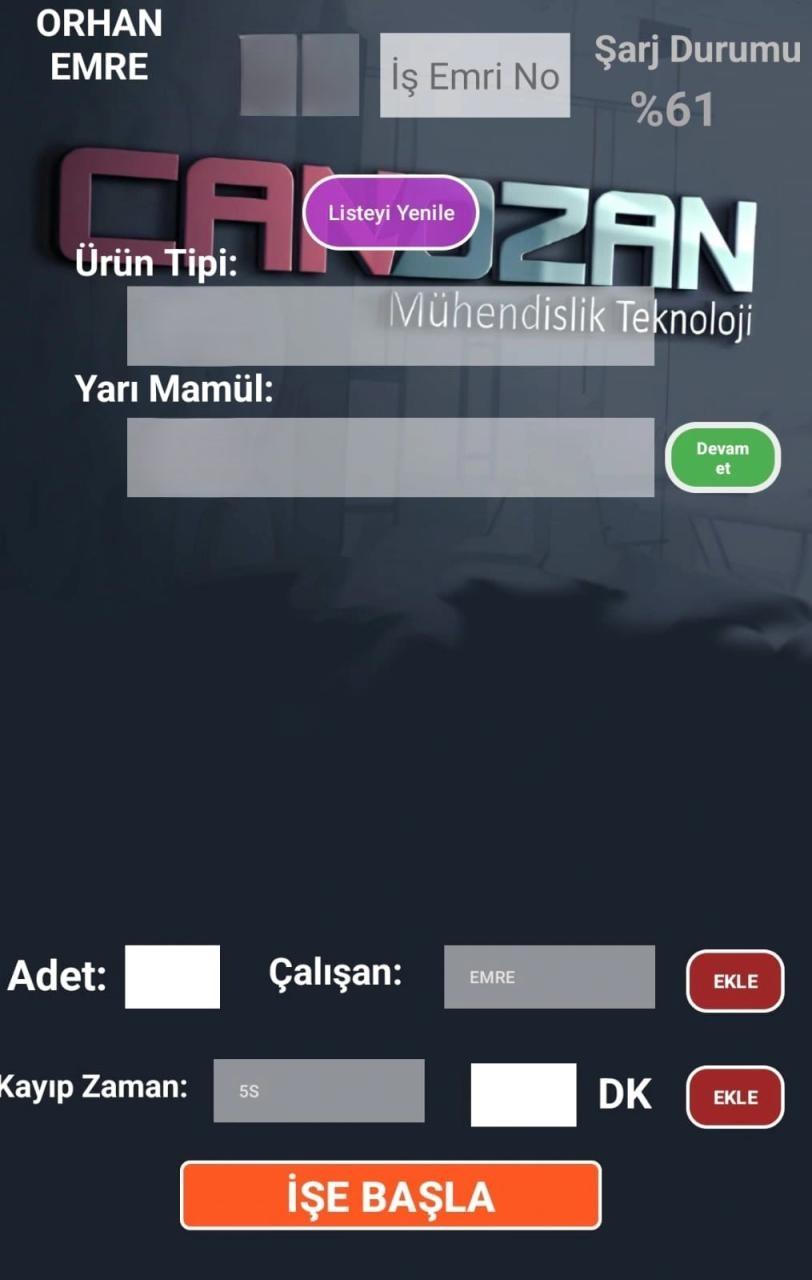 ORHAN
EMRE
İş Emri No
Şarj Durumu
%61
CANOZAN
Listeyi Yenile
Ürün Tipi:
Mühendislik Teknoloji
Yarı Mamül:
Devam
et
Adet:
Çalışan:
EMRE
EKLE
Kayıp Zaman:
5S
DK
EKLE
İŞE BAŞLA